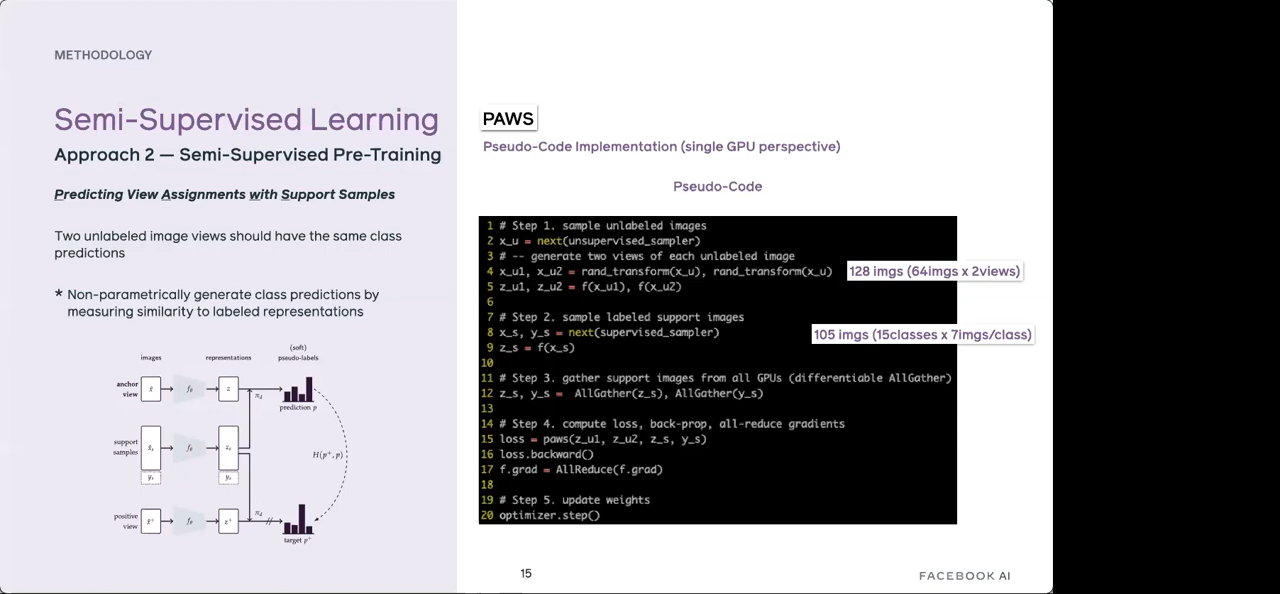 METHODOLOGY
Semi-Supervised Learning
Approach 2 — Semi-Supervised Pre-Training
Predicting View Assignments with Support Samples
Two unlabeled image views should have the same class
predictions
* Non-parametrically generate class predictions by
measuring similarity to labeled representations
images
representations
(soft)
pseudo-labels
anchor
view
prediction p
support
samples
H(p⁺, p)
positive
view
target p⁺
PAWS
Pseudo-Code Implementation (single GPU perspective)
Pseudo-Code
1 # Step 1. sample unlabeled images
2 x_u = next(unsupervised_sampler)
3 # -- generate two views of each unlabeled image
4 x_u1, x_u2 = rand_transform(x_u), rand_transform(x_u)
128 imgs (64imgs x 2views)
5 z_u1, z_u2 = f(x_u1), f(x_u2)
6
7 # Step 2. sample labeled support images
8 x_s, y_s = next(supervised_sampler)
105 imgs (15classes x 7imgs/class)
9 z_s = f(x_s)
10
11 # Step 3. gather support images from all GPUs (differentiable AllGather)
12 z_s, y_s = AllGather(z_s), AllGather(y_s)
13
14 # Step 4. compute loss, back-prop, all-reduce gradients
15 loss = paws(z_u1, z_u2, z_s, y_s)
16 loss.backward()
17 f.grad = AllReduce(f.grad)
18
19 # Step 5. update weights
20 optimizer.step()
15
FACEBOOK AI